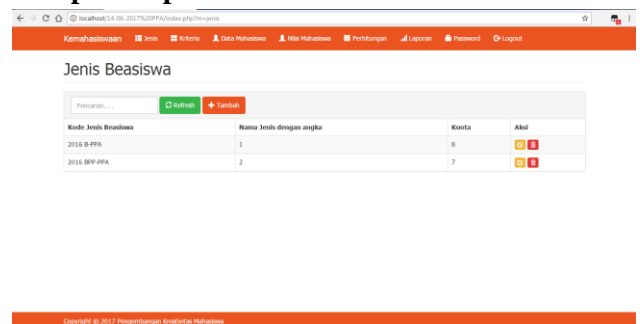 localhost/14-06-2017%20PPA/index.php?m=jenis
Kemahasiswaan Jenis Kriteria Data Mahasiswa Nilai Mahasiswa Perhitungan Laporan Password Logout
Jenis Beasiswa
Pencarian. . . Refresh Tambah
Kode Jenis Beasiswa Nama Jenis dengan angka Kuota Aksi
2016 B-PPA 1 8
2016 BPP-PPA 2 7
Copyright © 2017 Pengembangan Kreativitas Mahasiswa